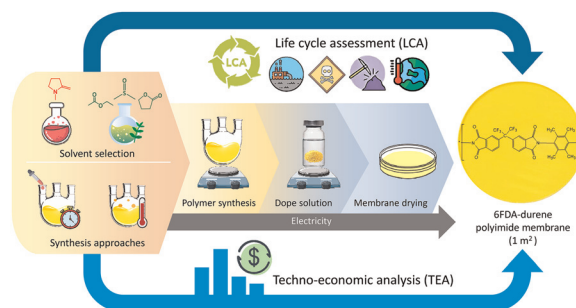 Life cycle assessment (LCA)
LCA
Solvent selection
Synthesis approaches
Polymer synthesis
Dope solution
Membrane drying
Electricity
6FDA-durene
polyimide membrane
(1 m²)
$
Techno-economic analysis (TEA)